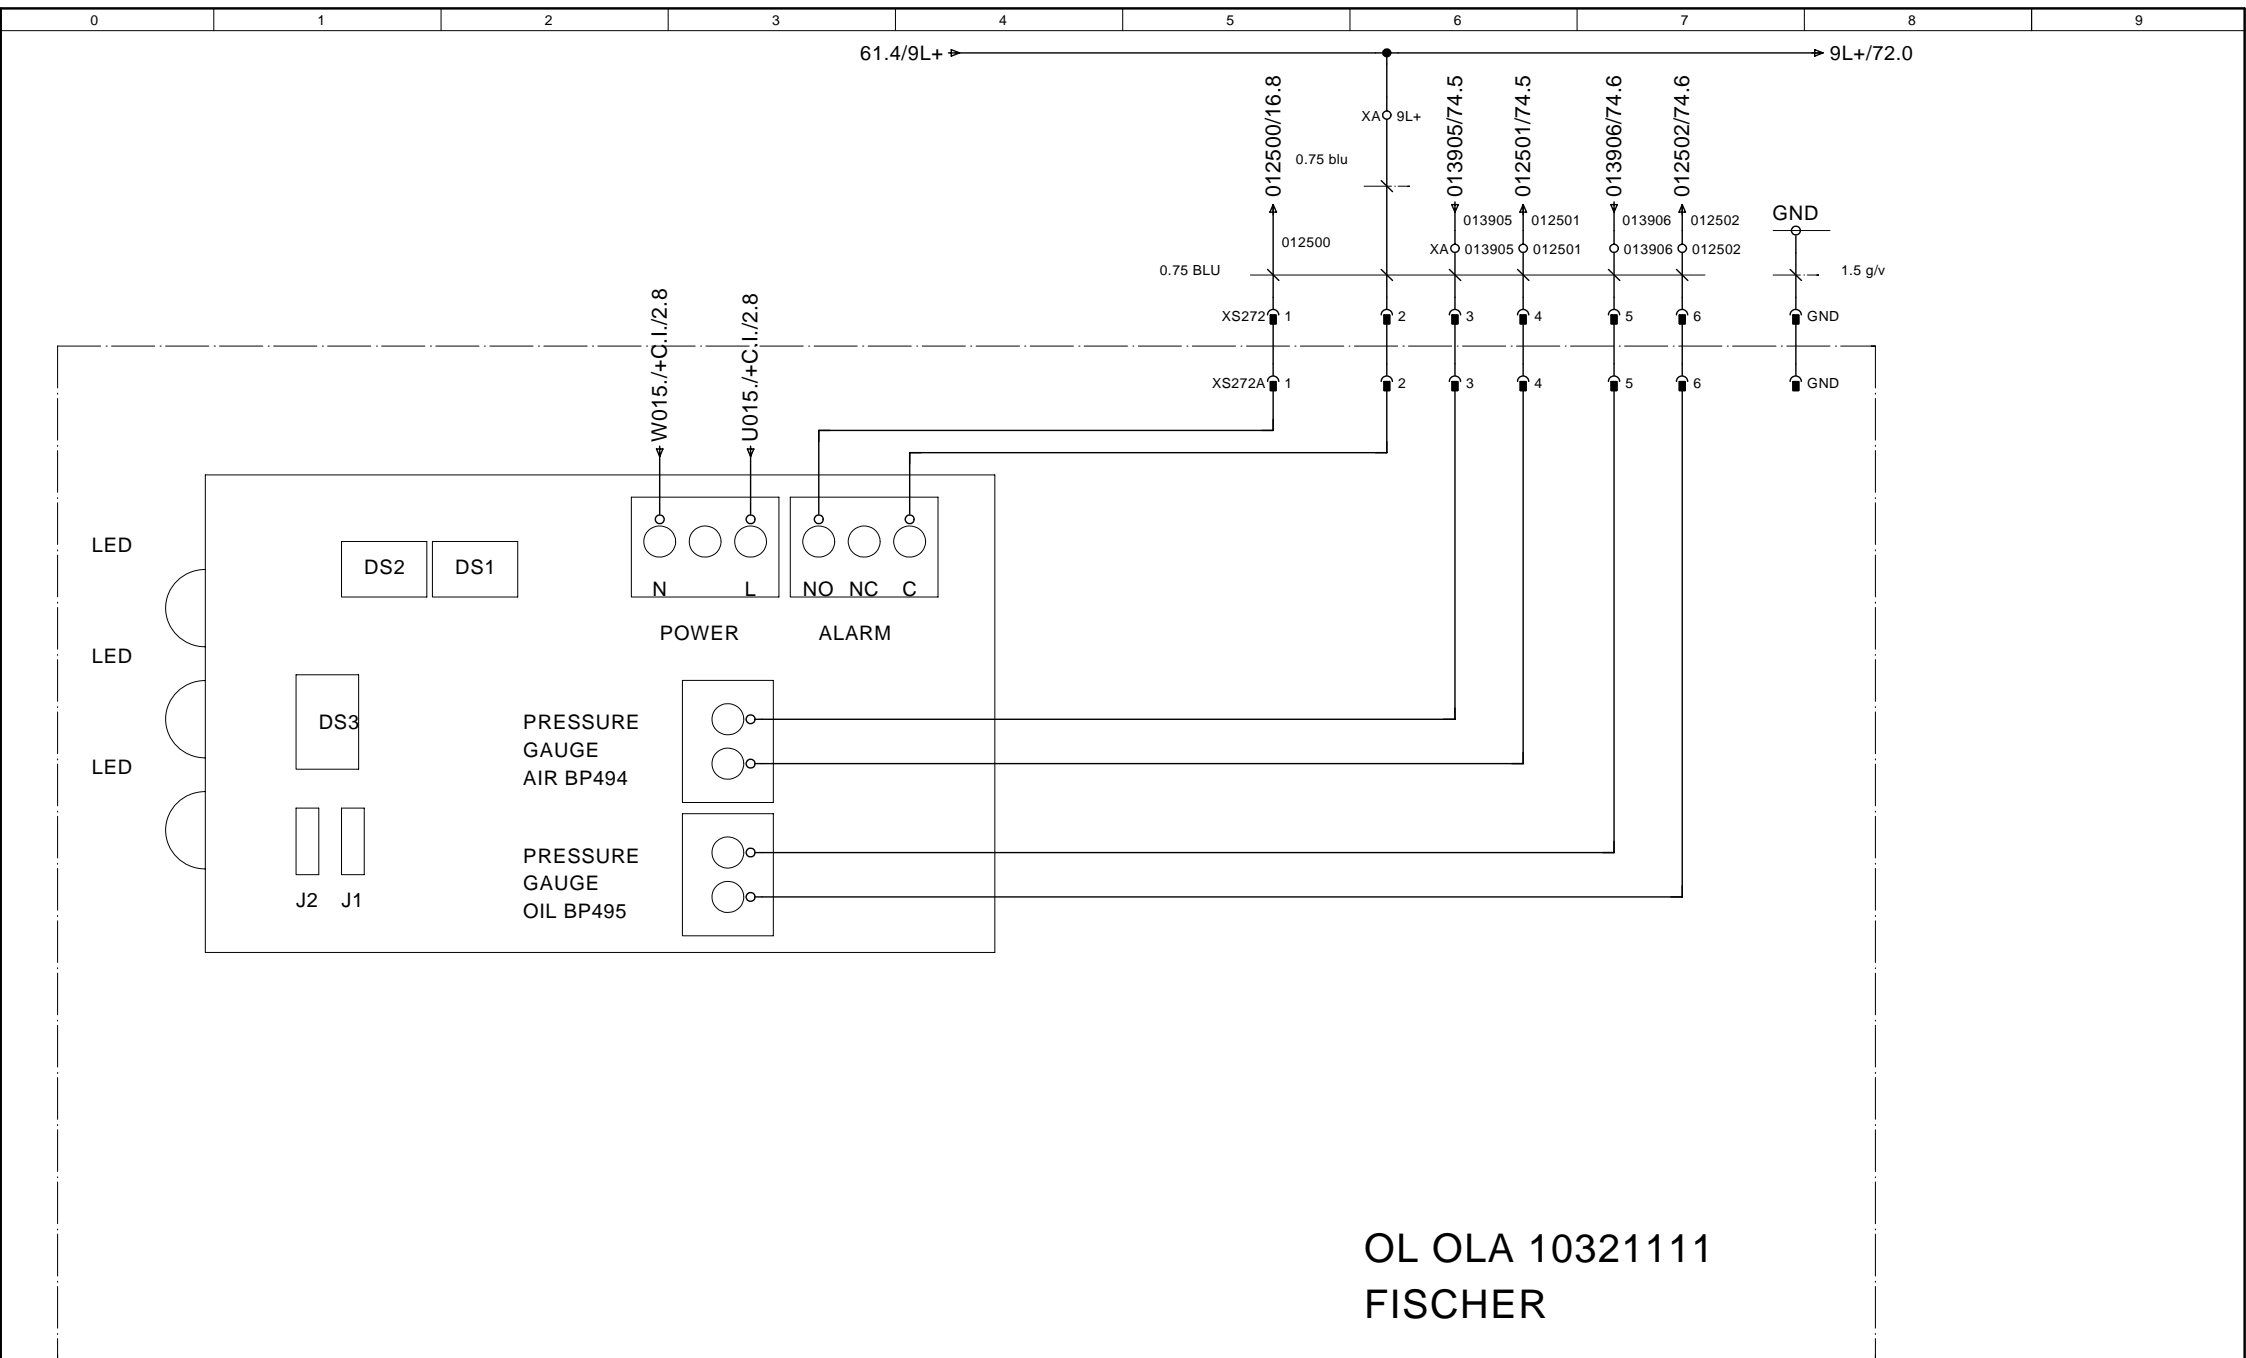 0 1 2 3 4 5 6 7 8 9
61.4/9L+ 9L+/72.0
012500/16.8
XA 9L+
013905/74.5
012501/74.5
013906/74.6
012502/74.6
0.75 blu
GND
013905 012501 013906 012502
012500
XA 013905 012501 013906 012502
0.75 BLU 1.5 g/v
W015./+C.I./2.8
U015./+C.I./2.8
XS272 1 2 3 4 5 6 GND
XS272A 1 2 3 4 5 6 GND
LED
DS2 DS1
N L NO NC C
POWER ALARM
LED
DS3
PRESSURE
GAUGE
AIR BP494
LED
PRESSURE
GAUGE
OIL BP495
J2 J1
OL OLA 10321111
FISCHER